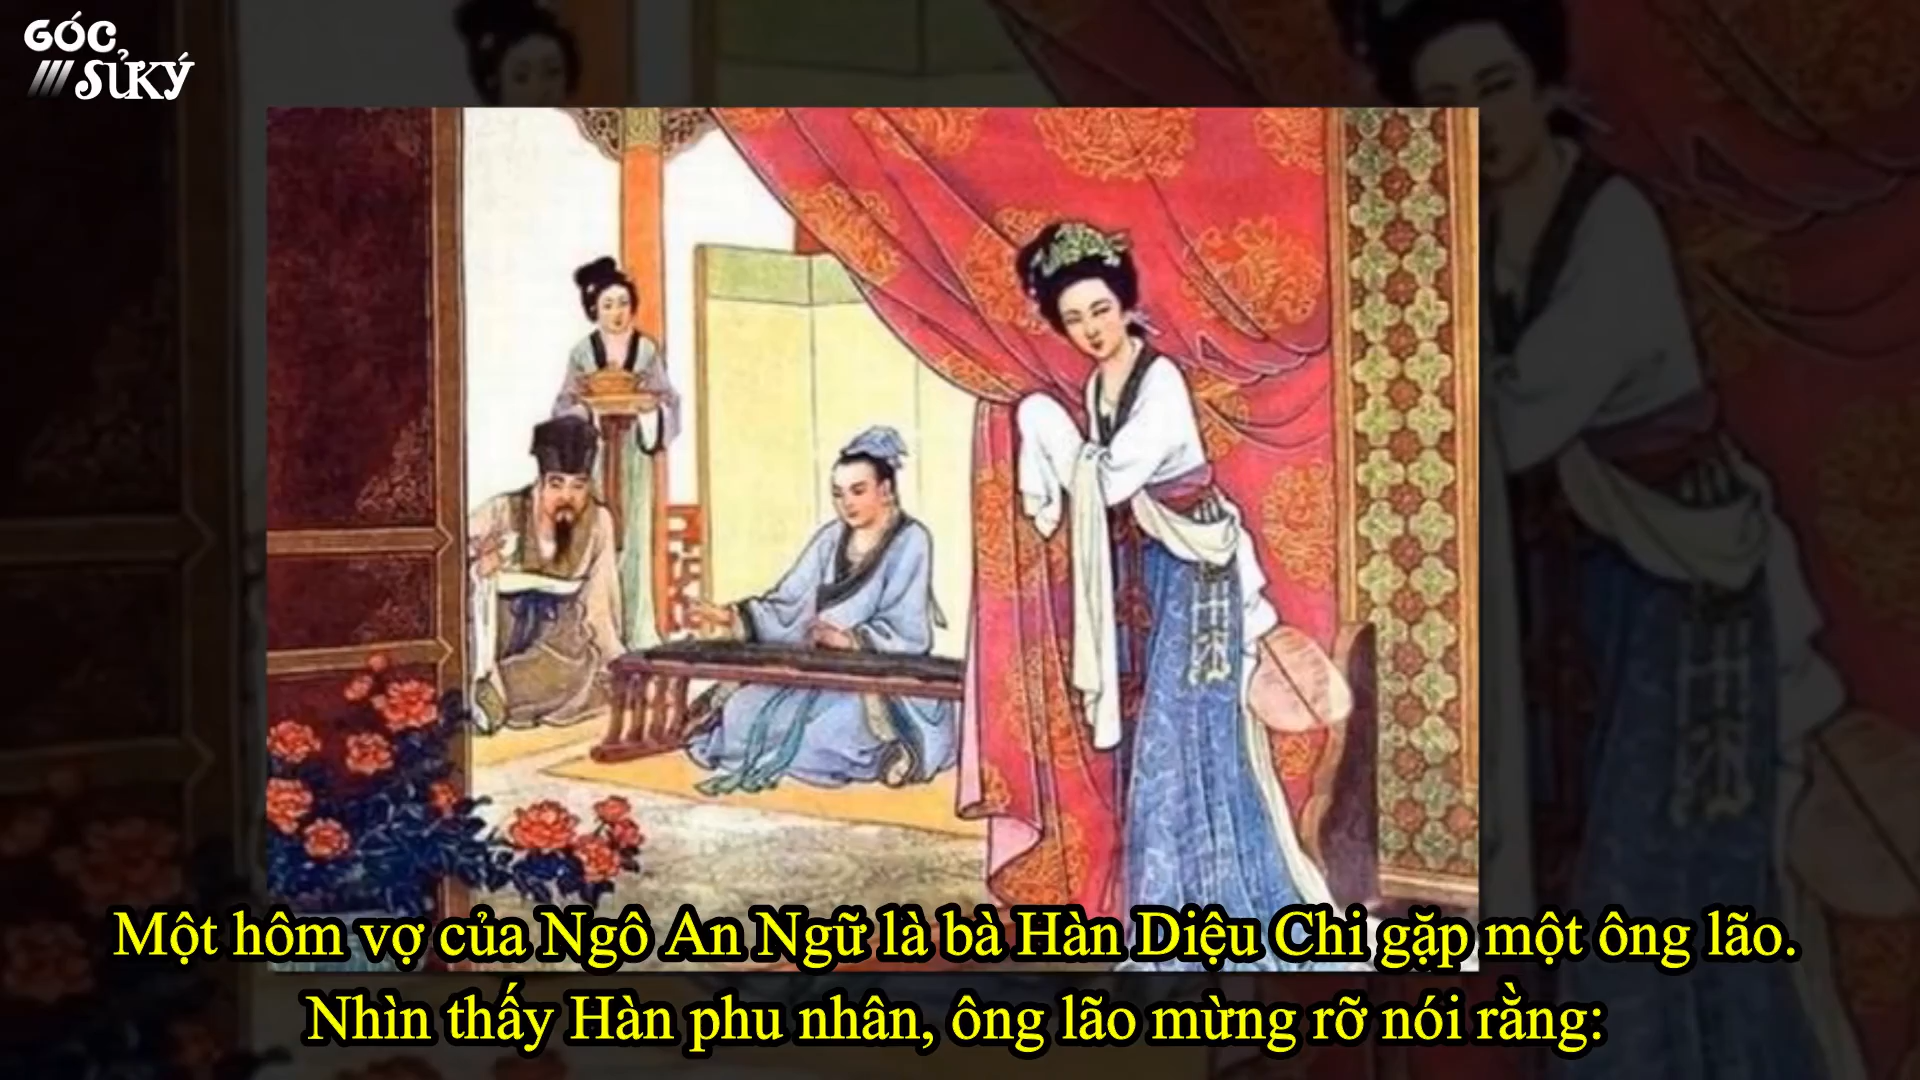 GÓC
SỬ KÝ
Một hôm vợ của Ngô An Ngữ là bà Hàn Diệu Chi gặp một ông lão.
Nhìn thấy Hàn phu nhân, ông lão mừng rỡ nói rằng: